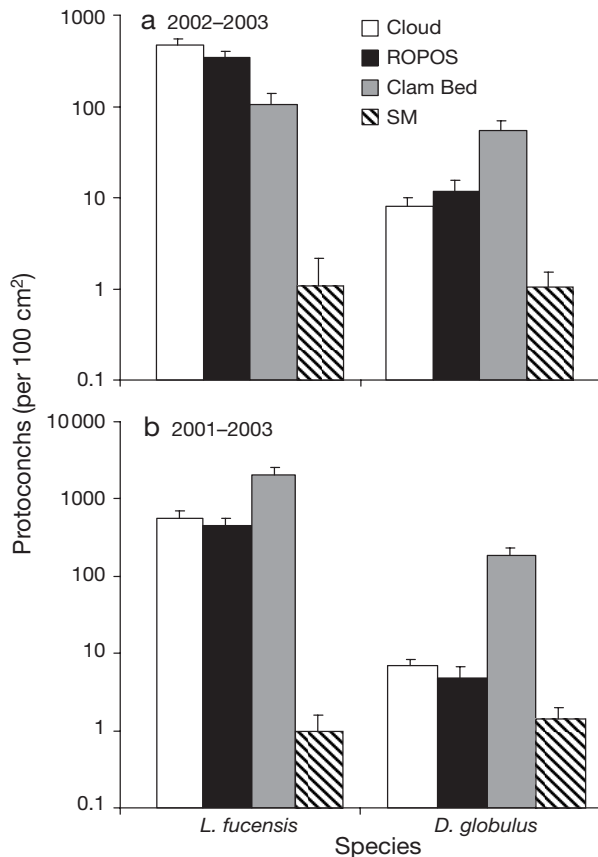 a 2002–2003
Cloud
ROPOS
Clam Bed
SM
1000
100
10
1
0.1
Protoconchs (per 100 cm²)
b 2001–2003
10 000
1000
100
10
1
0.1
L. fucensis D. globulus
Species